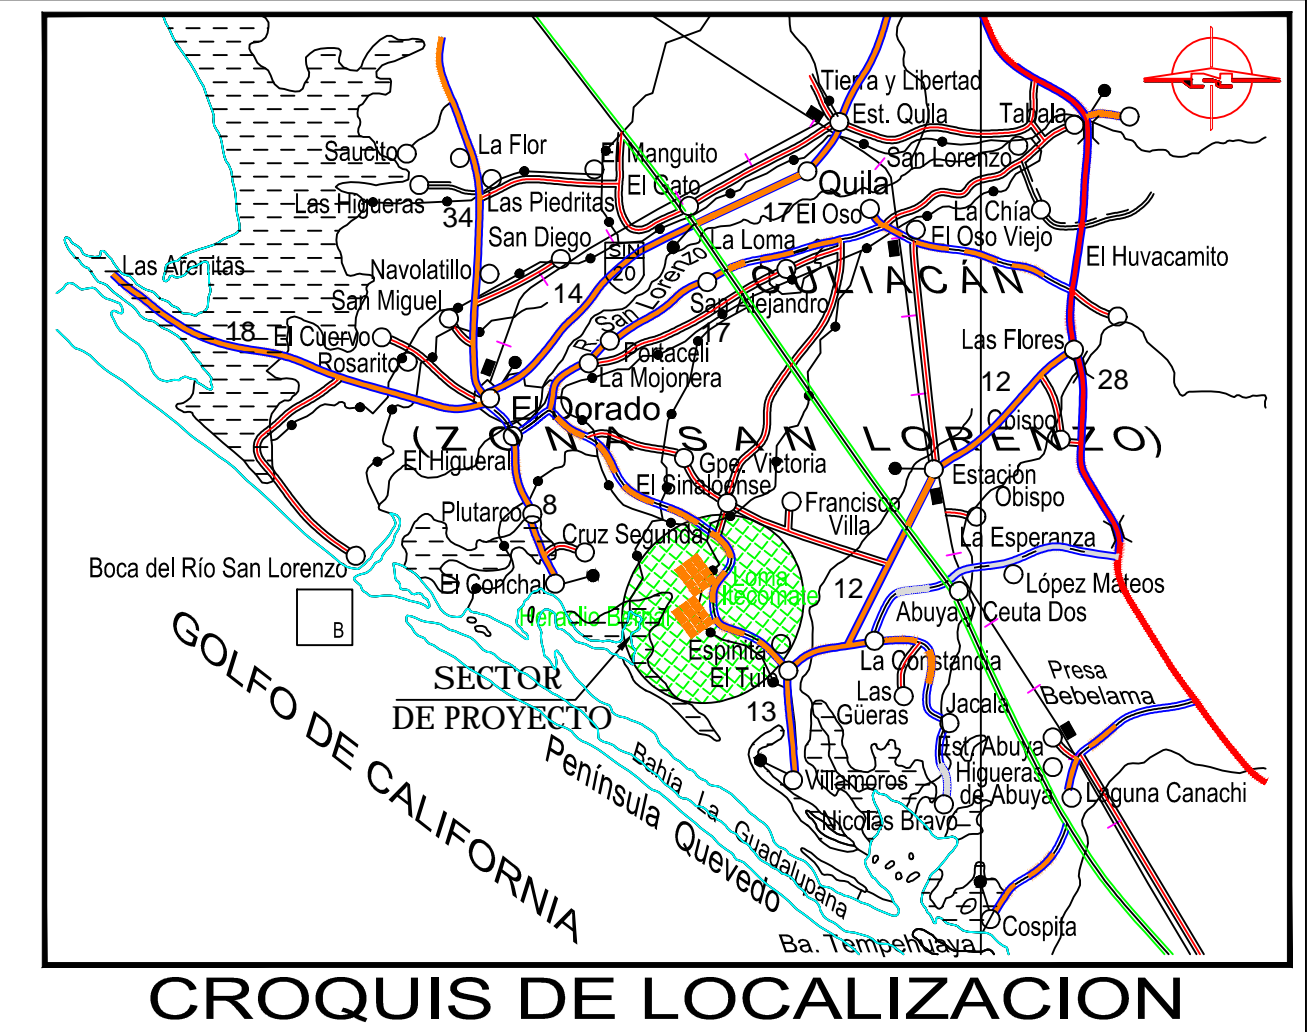 Tierra y Libertad
Est. Quila
Tabala
Saucito
La Flor
El Manguito
San Lorenzo
El Gato
Quila
Las Higueras
34
Las Piedritas
17
El Oso
La Chía
San Diego
La Loma
El Oso Viejo
SIN
20
El Huvacamito
Las Arenitas
Navolatillo
CULIACÁN
San Miguel
14
R. San Lorenzo
San Alejandro
18
El Cuervo
17
Las Flores
Rosarito
Portaceli
La Mojonera
12
28
El Dorado
Obispo
(ZONA SAN LORENZO)
El Higueral
Gpe. Victoria
Estación
Obispo
El Sinaloense
Plutarco
8
Francisco
Villa
Cruz Segunda
La Esperanza
Boca del Río San Lorenzo
El Conchal
Loma
Itecomate
12
López Mateos
Abuya y Ceuta Dos
Heraclio Bernal
B
Espinita
La Constancia
El Tule
SECTOR
DE PROYECTO
Las
Güeras
Presa
Bebelama
13
Jacala
Est. Abuya
GOLFO DE CALIFORNIA
Península Quevedo
Bahía La Guadalupana
Villamoros
Higueras
de Abuya
Laguna Canachi
Nicolas Bravo
Cospita
Ba. Tempehuaya
CROQUIS DE LOCALIZACION